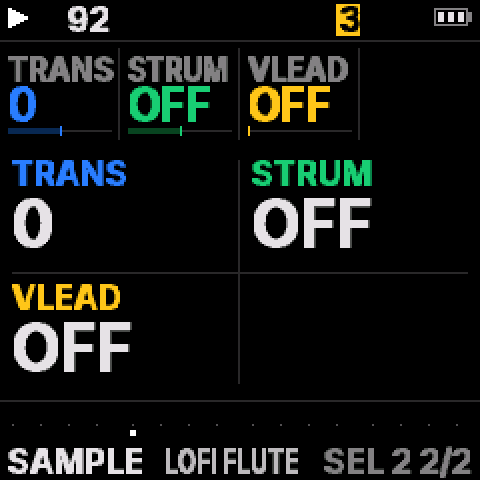 92 3
TRANS STRUM VLEAD
0 OFF OFF
TRANS STRUM
0 OFF
VLEAD
OFF
SAMPLE LOFI FLUTE SEL 2 2/2